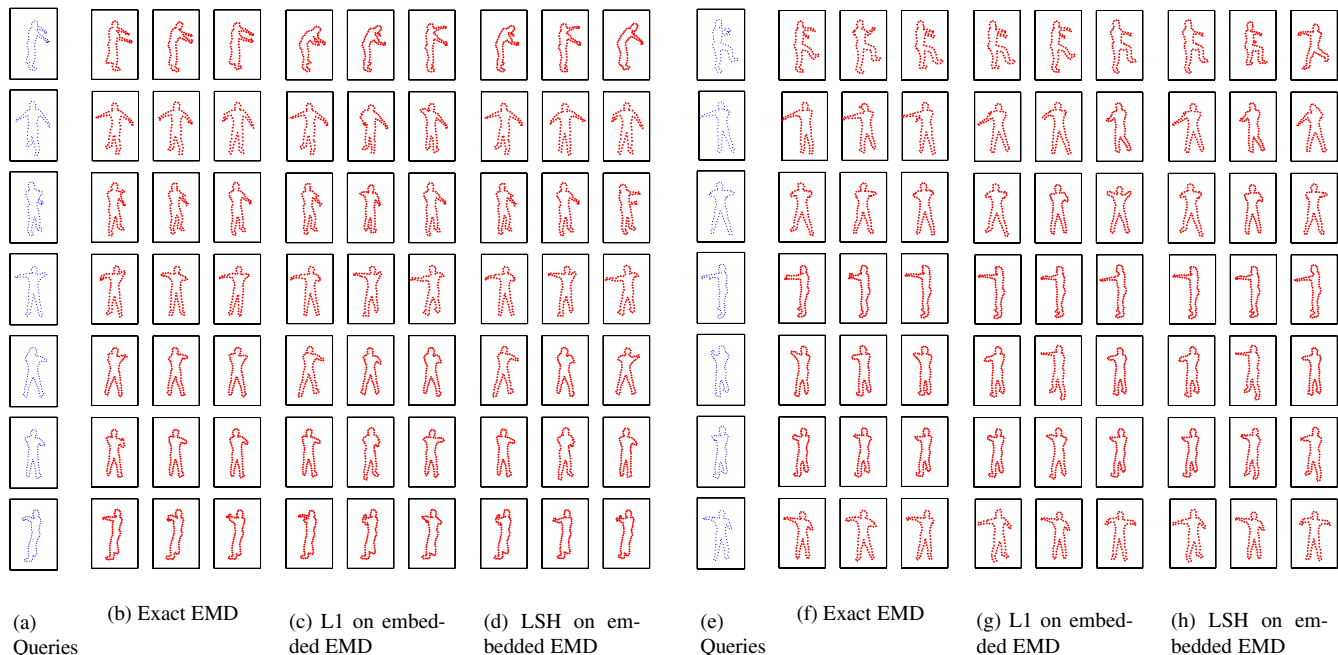 (a)
Queries
(b) Exact EMD
(c) L1 on embed-
ded EMD
(d) LSH on em-
bedded EMD
(e)
Queries
(f) Exact EMD
(g) L1 on embed-
ded EMD
(h) LSH on em-
bedded EMD